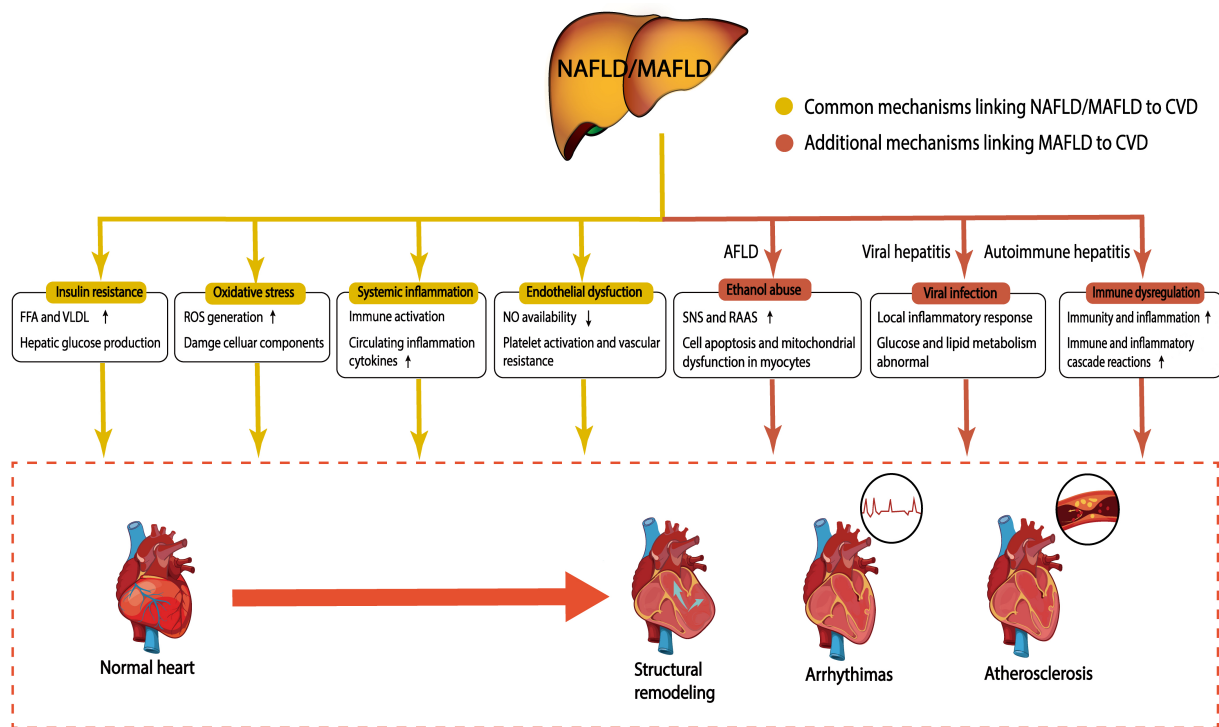 NAFLD/MAFLD
Common mechanisms linking NAFLD/MAFLD to CVD
Additional mechanisms linking MAFLD to CVD
AFLD
Viral hepatitis
Autoimmune hepatitis
Insulin resistance
FFA and VLDL ↑
Hepatic glucose production
Oxidative stress
ROS generation ↑
Damge celluar components
Systemic inflammation
Immune activation
Circulating inflammation
cytokines ↑
Endothelial dysfuction
NO availability ↓
Platelet activation and vascular
resistance
Ethanol abuse
SNS and RAAS ↑
Cell apoptosis and mitochondrial
dysfunction in myocytes
Viral infection
Local inflammatory response
Glucose and lipid metabolism
abnormal
Immune dysregulation
Immunity and inflammation ↑
Immune and inflammatory
cascade reactions ↑
Normal heart
Structural
remodeling
Arrhythimas
Atherosclerosis